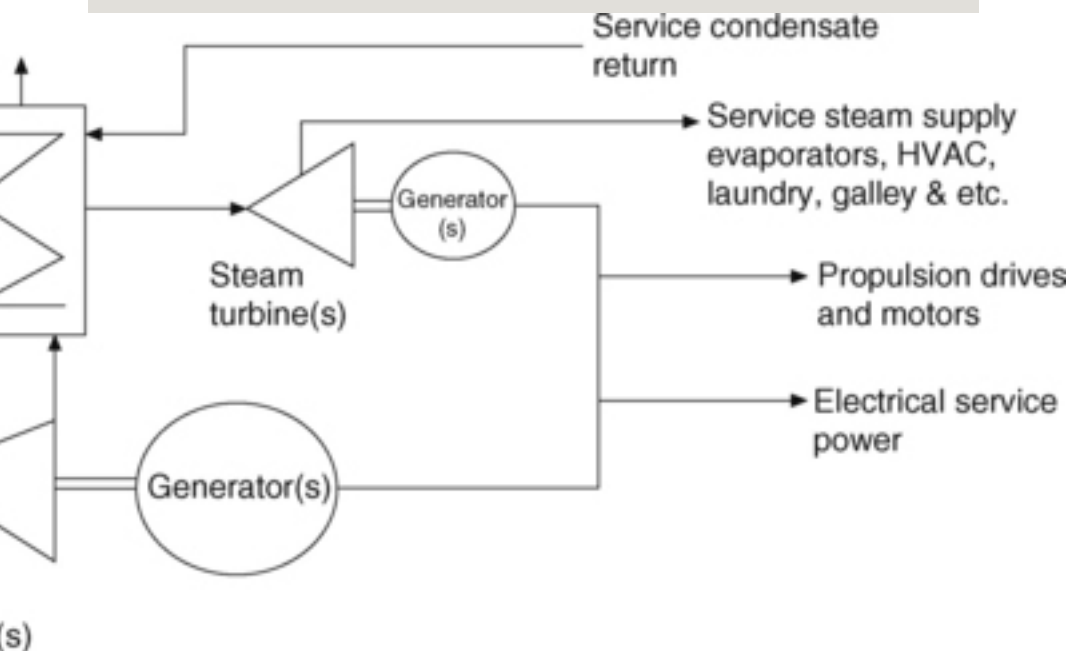 Service condensate
return
Service steam supply
evaporators, HVAC,
laundry, galley & etc.
Generator
(s)
Steam
turbine(s)
Propulsion drives
and motors
Electrical service
power
Generator(s)
(s)